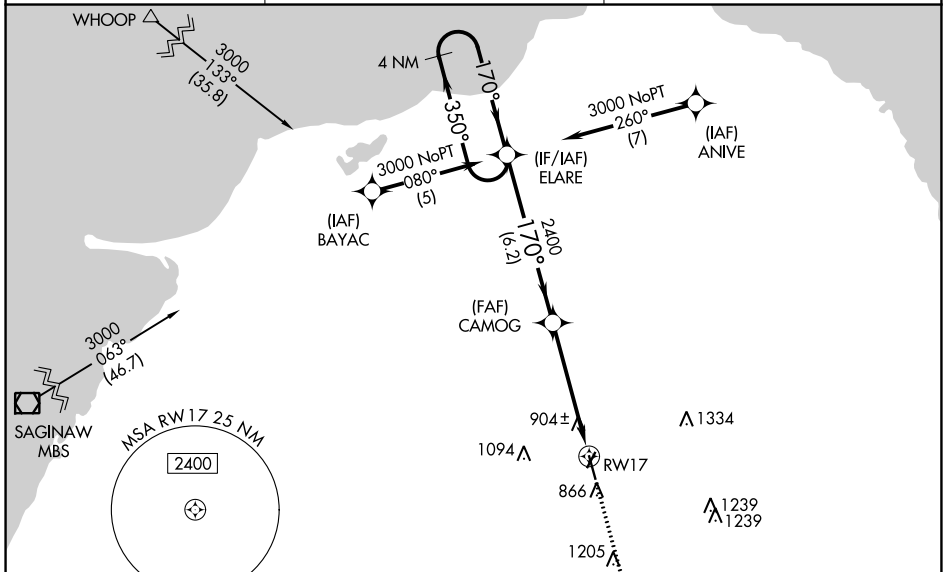 WHOOP
3000
133°
(35.8)
4 NM
170°
350°
3000 NoPT
260°
(7)
(IAF)
ANIVE
(IF/IAF)
ELARE
3000 NoPT
080°
(5)
(IAF)
BAYAC
2400
170°
(6.2)
(FAF)
CAMOG
3000
063°
(46.7)
SAGINAW
MBS
MSA RW17 25 NM
2400
904±
1334
1094
RW17
866
1239
1239
1205